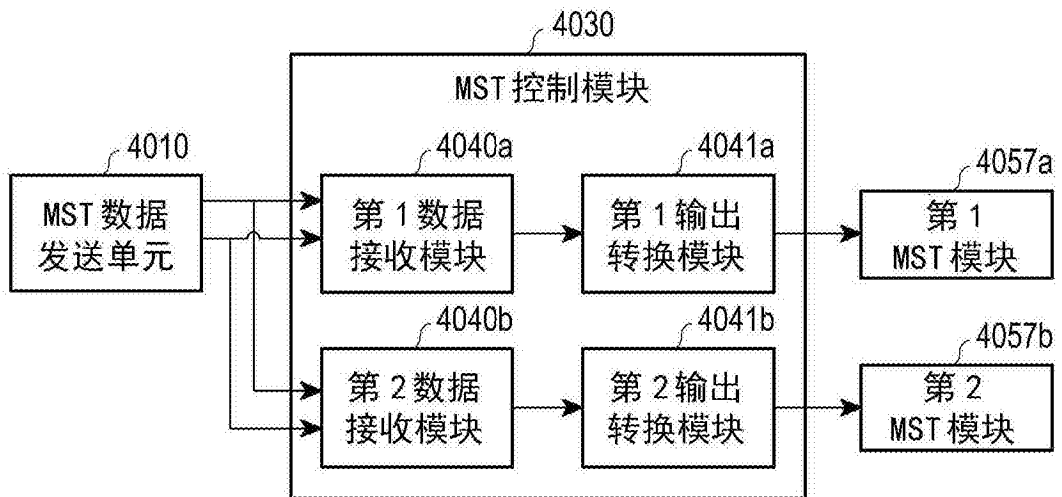 4030
MST 控制模块
4010
MST 数据
发送单元
4040a
第 1 数据
接收模块
4041a
第 1 输出
转换模块
4057a
第 1
MST 模块
4040b
第 2 数据
接收模块
4041b
第 2 输出
转换模块
4057b
第 2
MST 模块